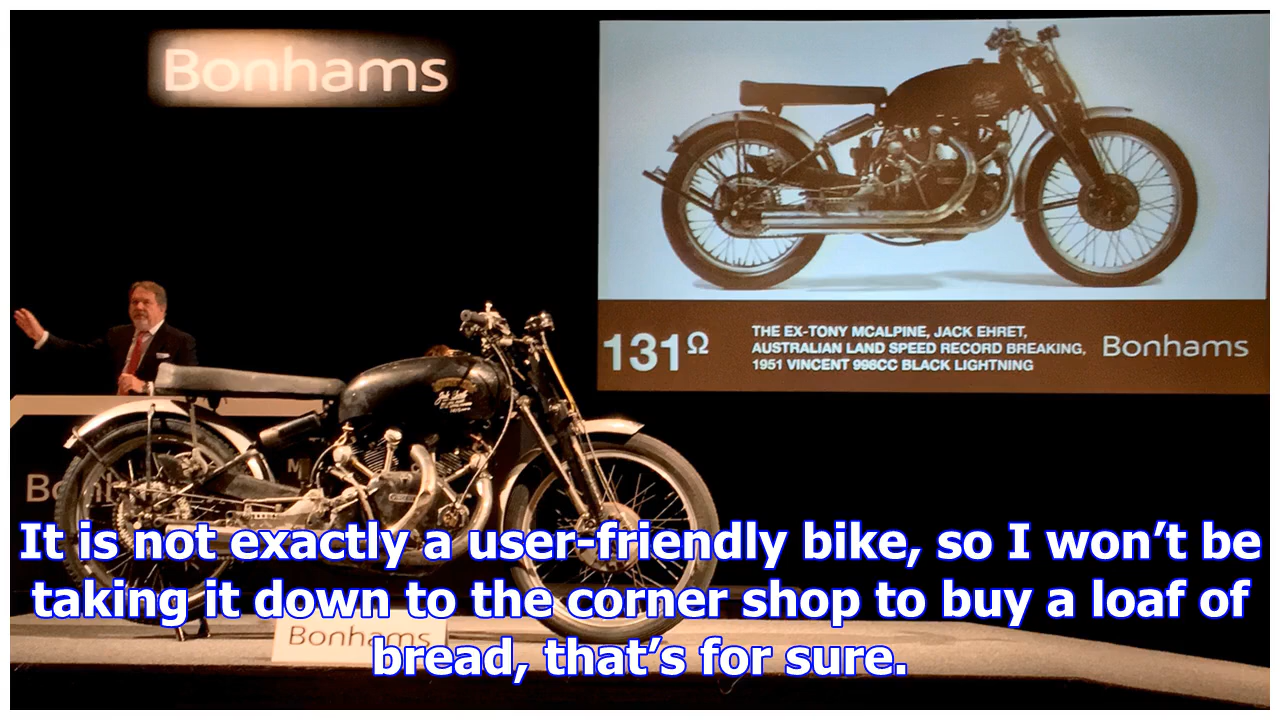 Bonhams
131Ω
THE EX-TONY MCALPINE, JACK EHRET,
AUSTRALIAN LAND SPEED RECORD BREAKING,
1951 VINCENT 998CC BLACK LIGHTNING
Bonhams
It is not exactly a user-friendly bike, so I won’t be
taking it down to the corner shop to buy a loaf of
bread, that’s for sure.
Bonhams